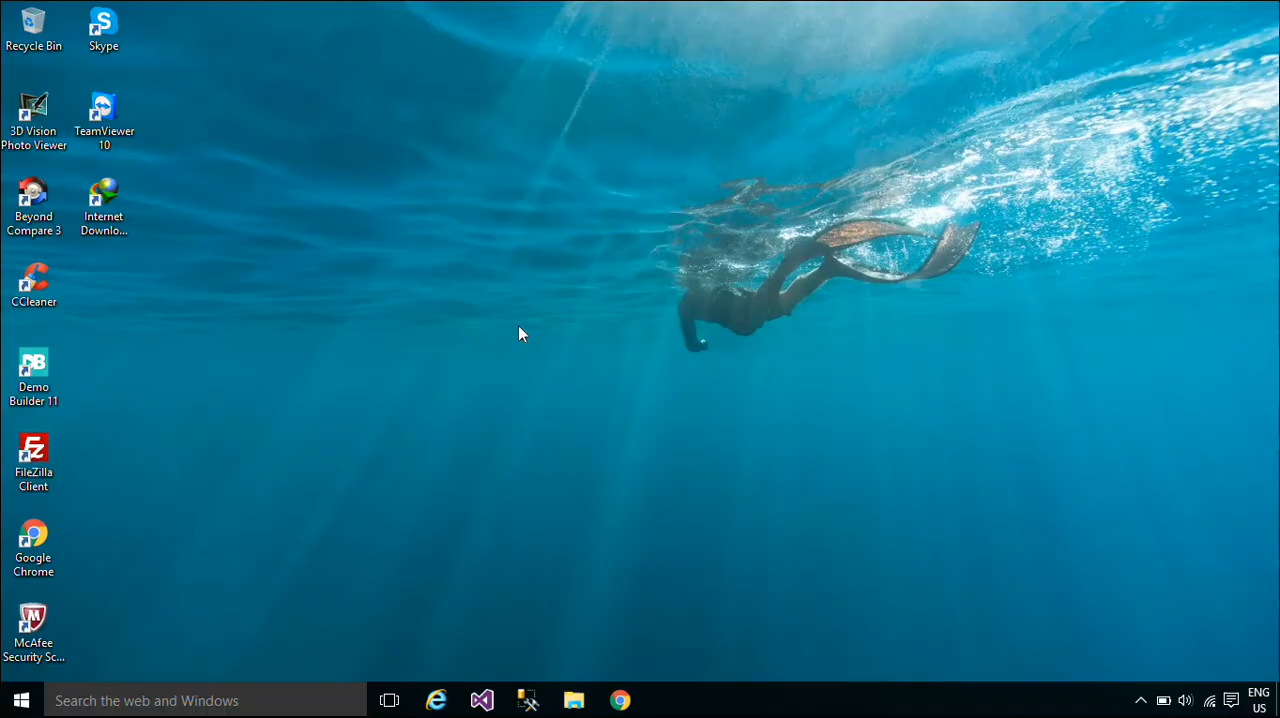 Recycle Bin
Skype
3D Vision
Photo Viewer
TeamViewer
10
Beyond
Compare 3
Internet
Downlo...
CCleaner
DB
Demo
Builder 11
FileZilla
Client
Google
Chrome
McAfee
Security Sc...
Search the web and Windows
ENG
US